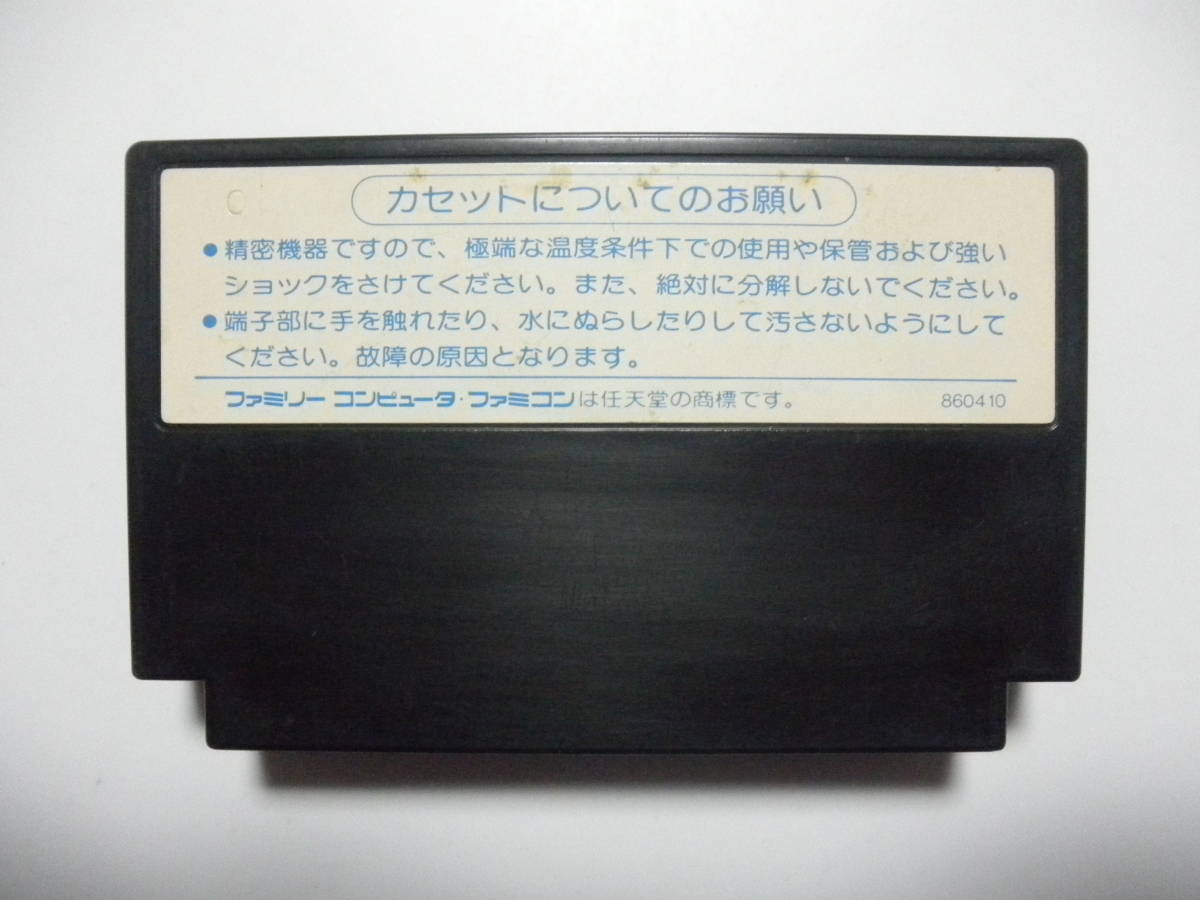 カセットについてのお願い
●精密機器ですので、極端な温度条件下での使用や保管および強い
ショックをさけてください。また、絶対に分解しないでください。
●端子部に手を触れたり、水にぬらしたりして汚さないようにして
ください。故障の原因となります。
ファミリー コンピュータ・ファミコンは任天堂の商標です。 860410